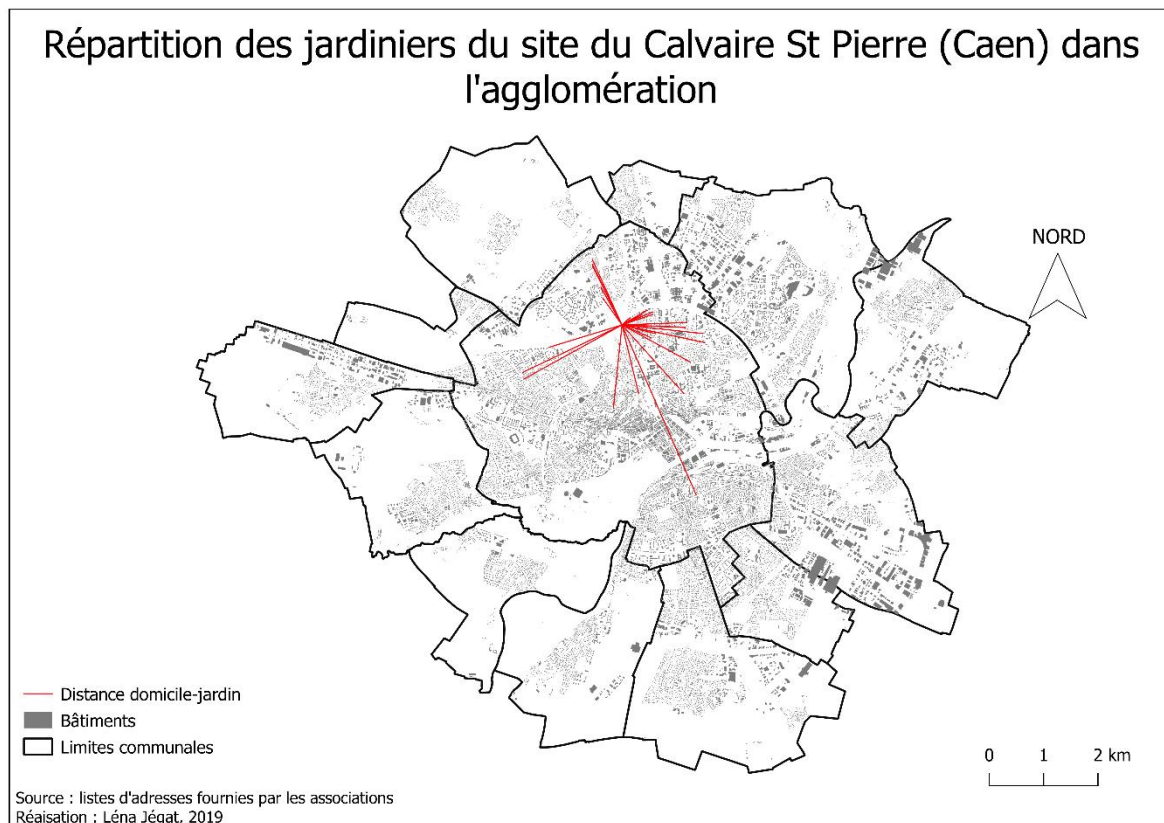 Répartition des jardiniers du site du Calvaire St Pierre (Caen) dans
l'agglomération
NORD
Distance domicile-jardin
Bâtiments
Limites communales
0 1 2 km
Source : listes d'adresses fournies par les associations
Réaisation : Léna Jégat, 2019